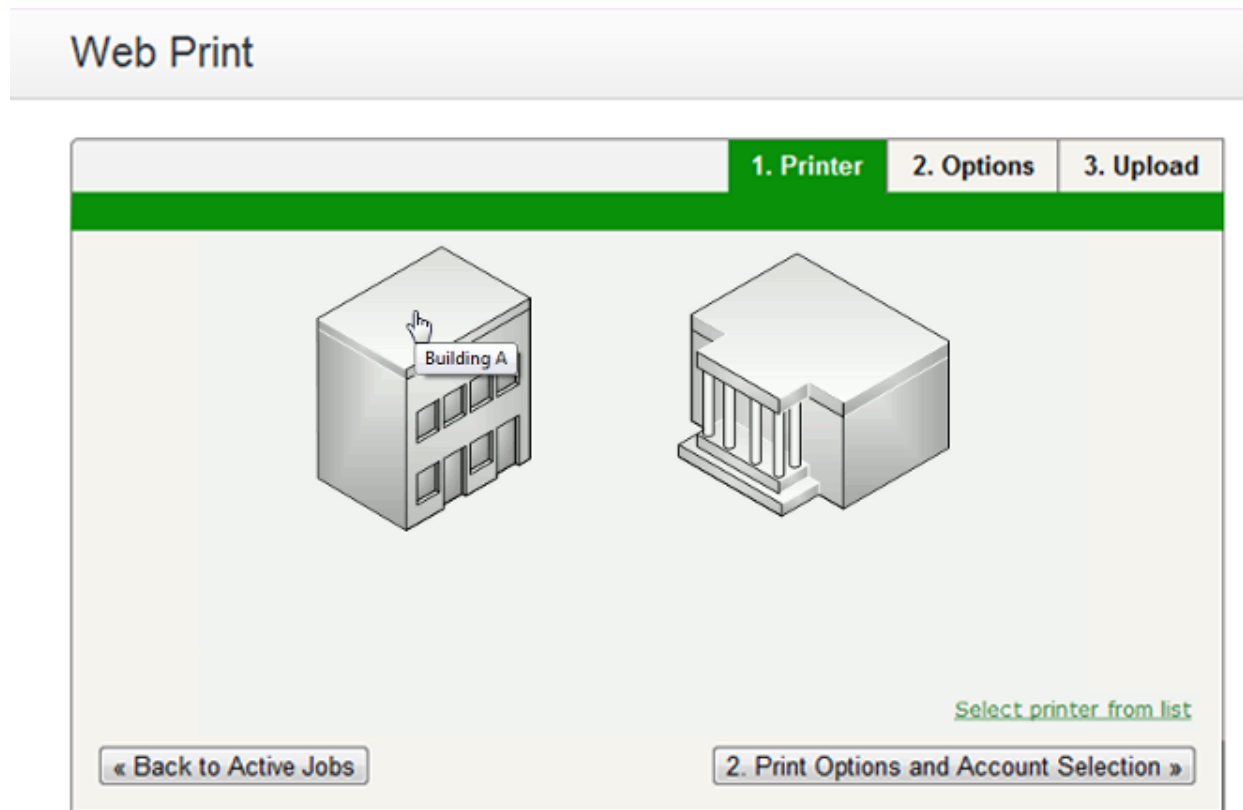 Web Print
1. Printer
2. Options
3. Upload
Building A
Select printer from list
« Back to Active Jobs
2. Print Options and Account Selection »